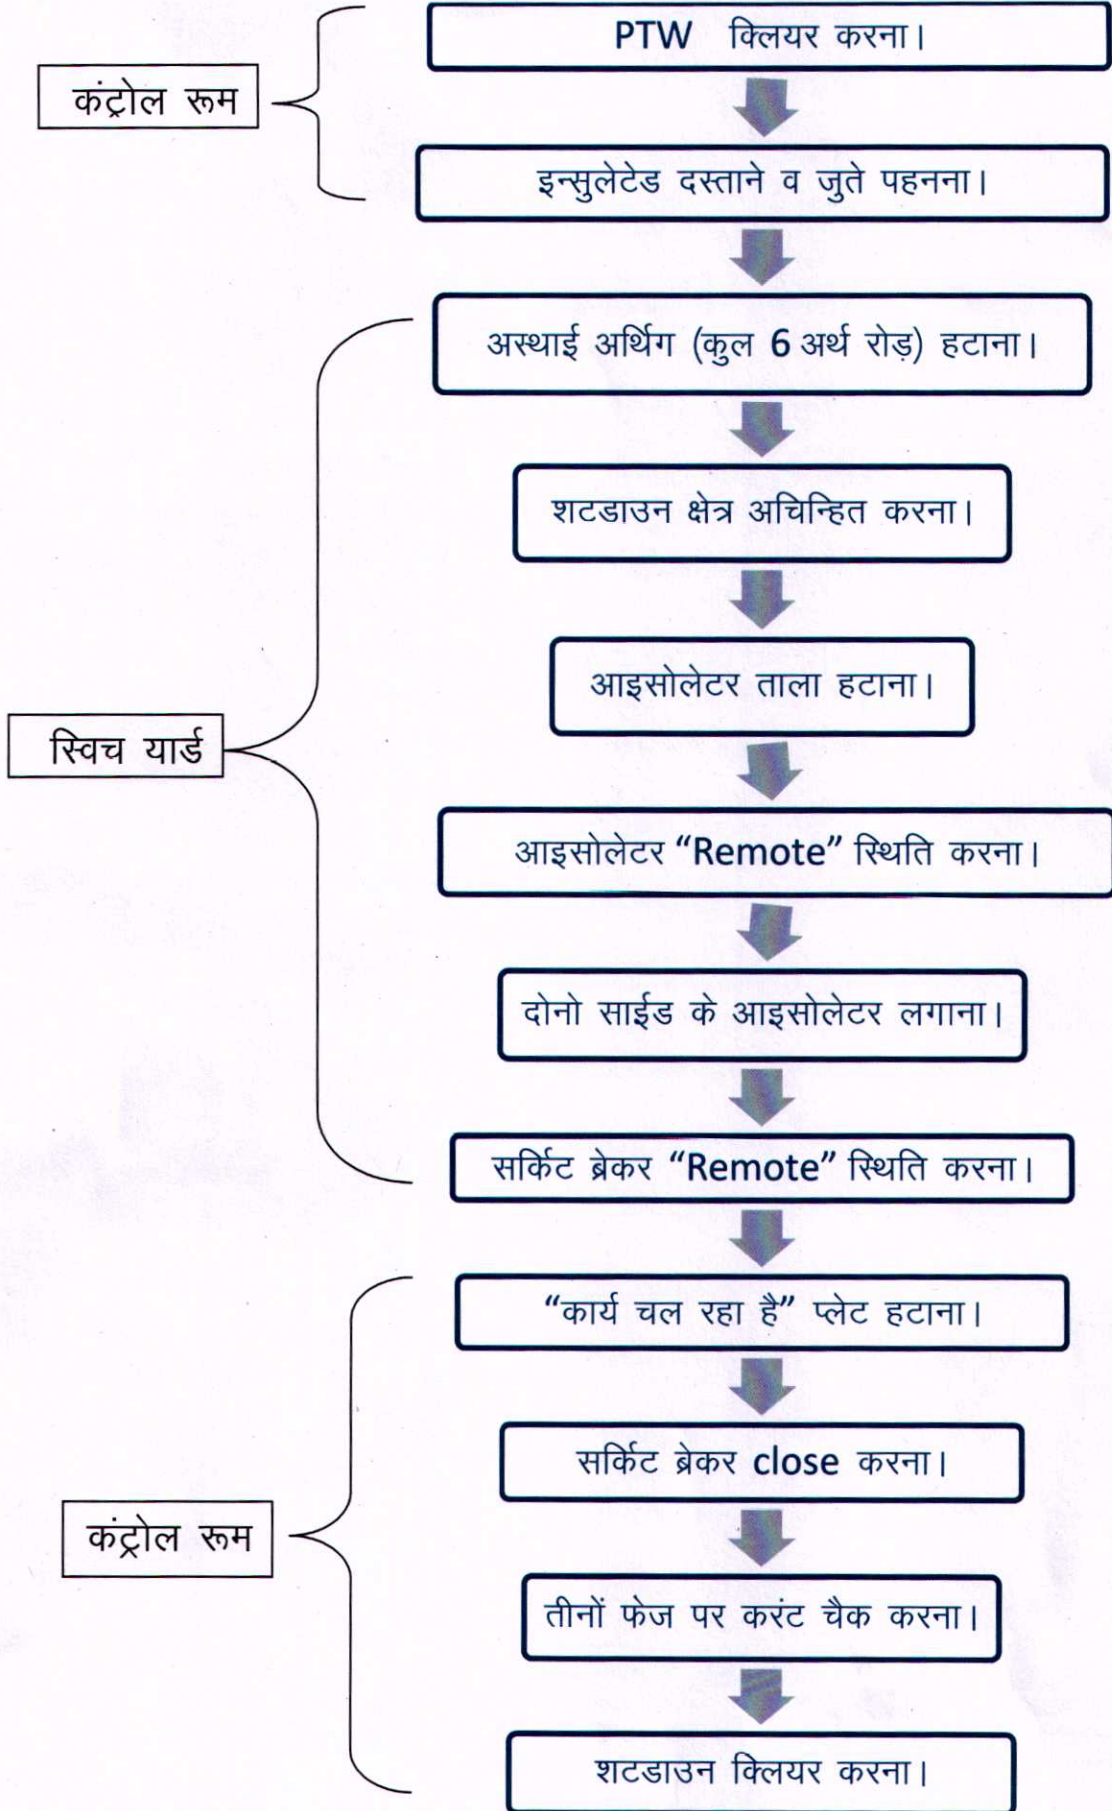 PTW क्लियर करना।
कंट्रोल रूम
इन्सुलेटेड दस्ताने व जुते पहनना।
अस्थाई अर्थिग (कुल 6 अर्थ रोड़) हटाना।
शटडाउन क्षेत्र अचिन्हित करना।
आइसोलेटर ताला हटाना।
स्विच यार्ड
आइसोलेटर “Remote” स्थिति करना।
दोनो साईड के आइसोलेटर लगाना।
सर्किट ब्रेकर “Remote” स्थिति करना।
“कार्य चल रहा है” प्लेट हटाना।
सर्किट ब्रेकर close करना।
कंट्रोल रूम
तीनों फेज पर करंट चैक करना।
शटडाउन क्लियर करना।